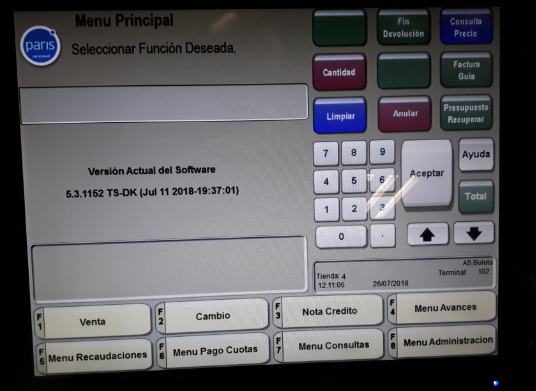 paris
Menu Principal
Seleccionar Función Deseada.
Fin
Devolución
Consulta
Precio
Cantidad
Factura
Guia
Limpiar
Anular
Presupuesto
Recuperar
Versión Actual del Software
5.3.1152 TS-DK (Jul 11 2018-19:37:01)
7 8 9
4 5 6
1 2 3
0 .
Aceptar
Ayuda
Total
AS Boleta
Tienda: 4 Terminal: 102
12:11:06 26/07/2018
F1 Venta
F2 Cambio
F3 Nota Credito
F4 Menu Avances
F5 Menu Recaudaciones
F6 Menu Pago Cuotas
F7 Menu Consultas
F8 Menu Administracion